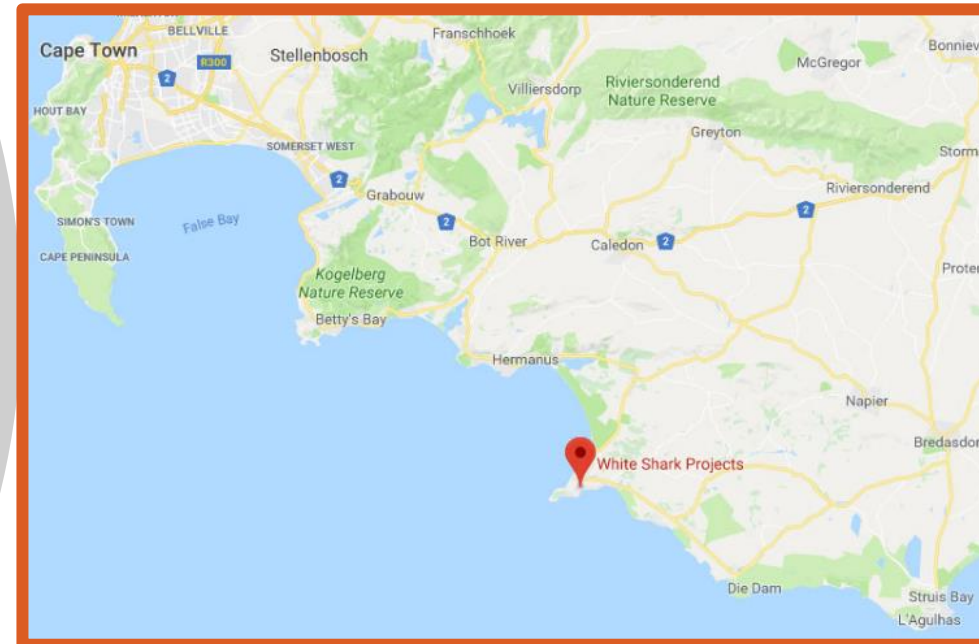 BELLVILLE
Franschhoek
Cape Town
R300
Stellenbosch
Bonniev
McGregor
2
Villiersdorp
Riviersonderend
Nature Reserve
HOUT BAY
Greyton
SOMERSET WEST
Storm
2
Grabouw
Riviersonderend
2
2
SIMON'S TOWN
False Bay
Bot River
Caledon
2
CAPE PENINSULA
Proter
Kogelberg
Nature Reserve
Betty's Bay
Hermanus
Napier
Bredasdor
White Shark Projects
Die Dam
Struis Bay
L'Agulhas